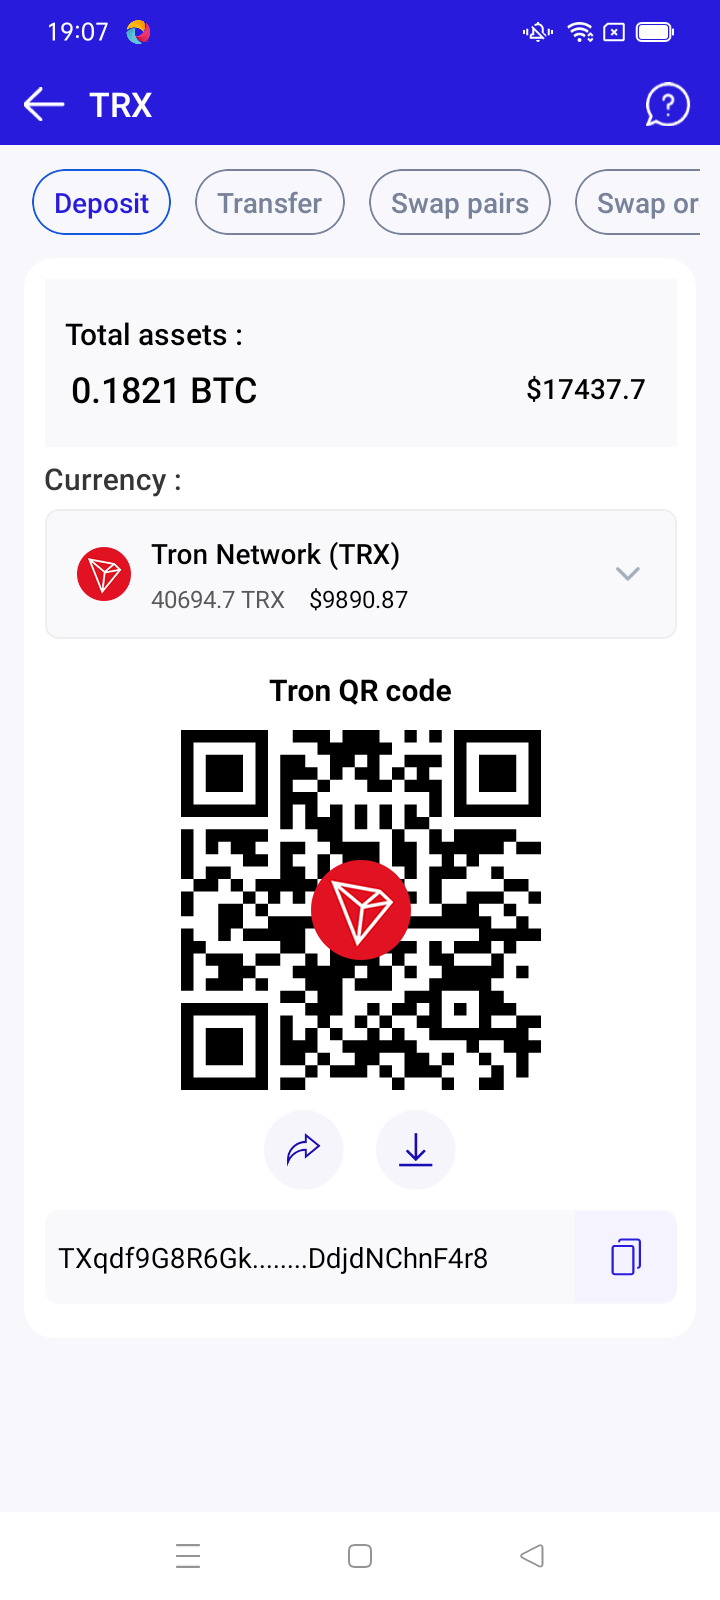 19:07
TRX
Deposit Transfer Swap pairs Swap or
Total assets :
0.1821 BTC $17437.7
Currency :
Tron Network (TRX)
40694.7 TRX $9890.87
Tron QR code
TXqdf9G8R6Gk........DdjdNChnF4r8